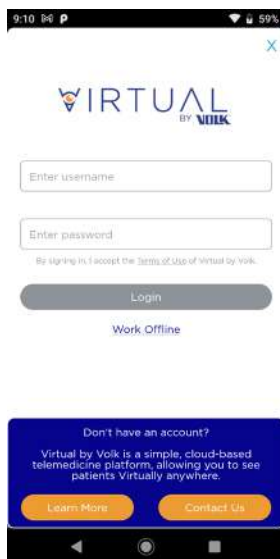 9:10
59%
X
VIRTUAL
BY VOLK
Enter username
Enter password
By signing in, I accept the Terms of Use of Virtual by Volk.
Login
Work Offline
Don't have an account?
Virtual by Volk is a simple, cloud-based
telemedicine platform, allowing you to see
patients Virtually anywhere.
Learn More
Contact Us